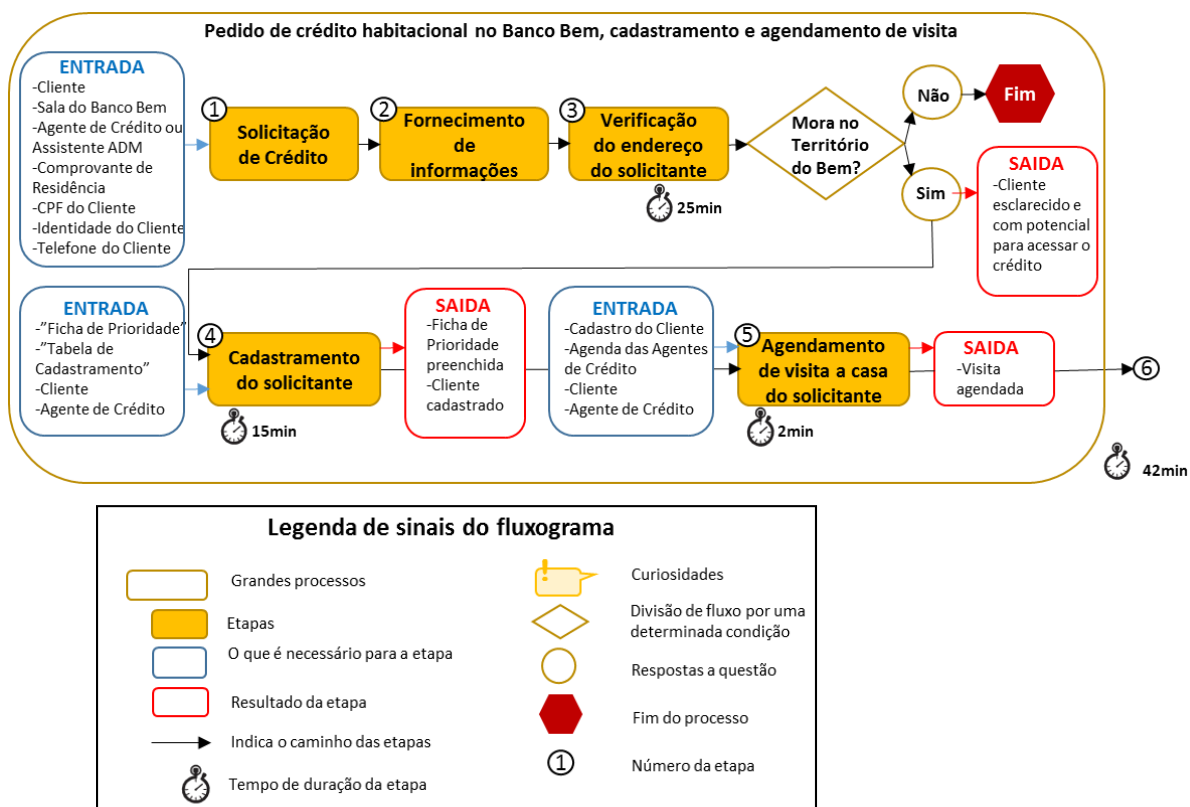 Pedido de crédito habitacional no Banco Bem, cadastramento e agendamento de visita
ENTRADA
-Cliente
-Sala do Banco Bem
-Agente de Crédito ou
Assistente ADM
-Comprovante de
Residência
-CPF do Cliente
-Identidade do Cliente
-Telefone do Cliente
1
Solicitação
de Crédito
2
Fornecimento
de
informações
3
Verificação
do endereço
do solicitante
25min
Mora no
Território
do Bem?
Não
Fim
Sim
SAIDA
-Cliente
esclarecido e
com potencial
para acessar o
crédito
ENTRADA
-”Ficha de Prioridade”
-”Tabela de
Cadastramento”
-Cliente
-Agente de Crédito
4
Cadastramento
do solicitante
15min
SAIDA
-Ficha de
Prioridade
preenchida
-Cliente
cadastrado
ENTRADA
-Cadastro do Cliente
-Agenda das Agentes
de Crédito
-Cliente
-Agente de Crédito
5
Agendamento
de visita a casa
do solicitante
2min
SAIDA
-Visita
agendada
6
42min
Legenda de sinais do fluxograma
Grandes processos
Etapas
O que é necessário para a etapa
Resultado da etapa
Indica o caminho das etapas
Tempo de duração da etapa
!
Curiosidades
Divisão de fluxo por uma
determinada condição
Respostas a questão
Fim do processo
1
Número da etapa